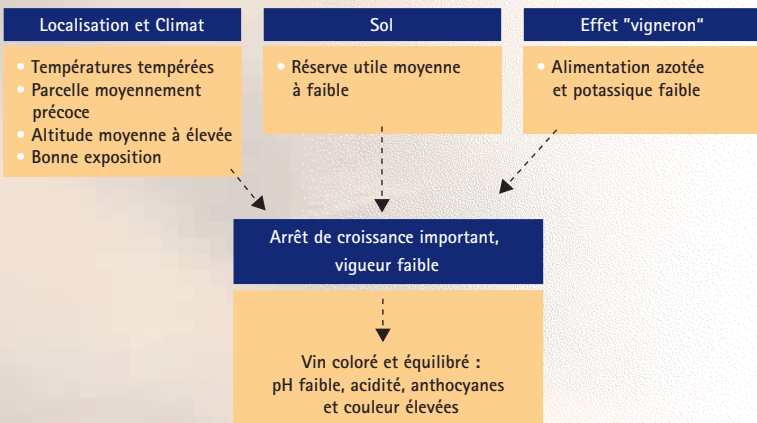 Localisation et Climat
• Températures tempérées
• Parcelle moyennement
précoce
• Altitude moyenne à élevée
• Bonne exposition
Sol
• Réserve utile moyenne
à faible
Effet "vigneron"
• Alimentation azotée
et potassique faible
Arrêt de croissance important,
vigueur faible
Vin coloré et équilibré :
pH faible, acidité, anthocyanes
et couleur élevées